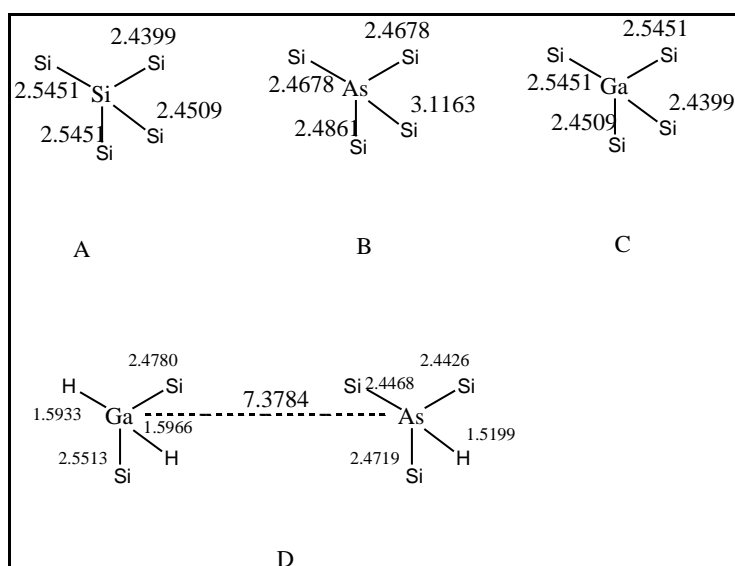 2.4399 2.4678 2.5451
Si Si Si Si Si Si
2.5451 Si 2.4509 2.4678 As 3.1163 2.5451 Ga 2.4399
2.5451 Si 2.4861 Si 2.4509 Si
Si Si Si
A B C
2.4780 2.4426
H Si 7.3784 Si 2.4468 Si
1.5933 Ga 1.5966 As 1.5199
2.5513 H 2.4719 H
Si Si
D